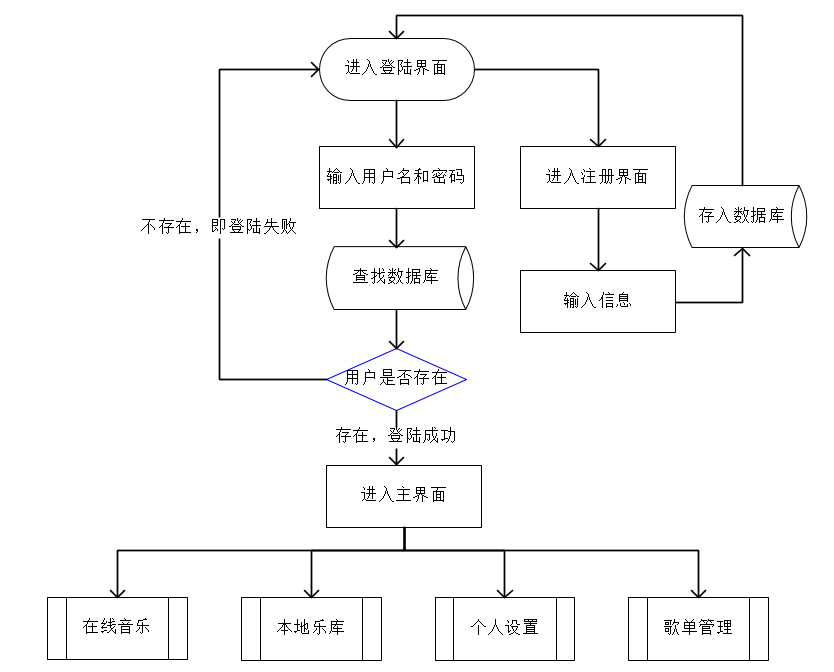 进入登陆界面
输入用户名和密码
进入注册界面
存入数据库
不存在，即登陆失败
查找数据库
输入信息
用户是否存在
存在，登陆成功
进入主界面
在线音乐
本地乐库
个人设置
歌单管理